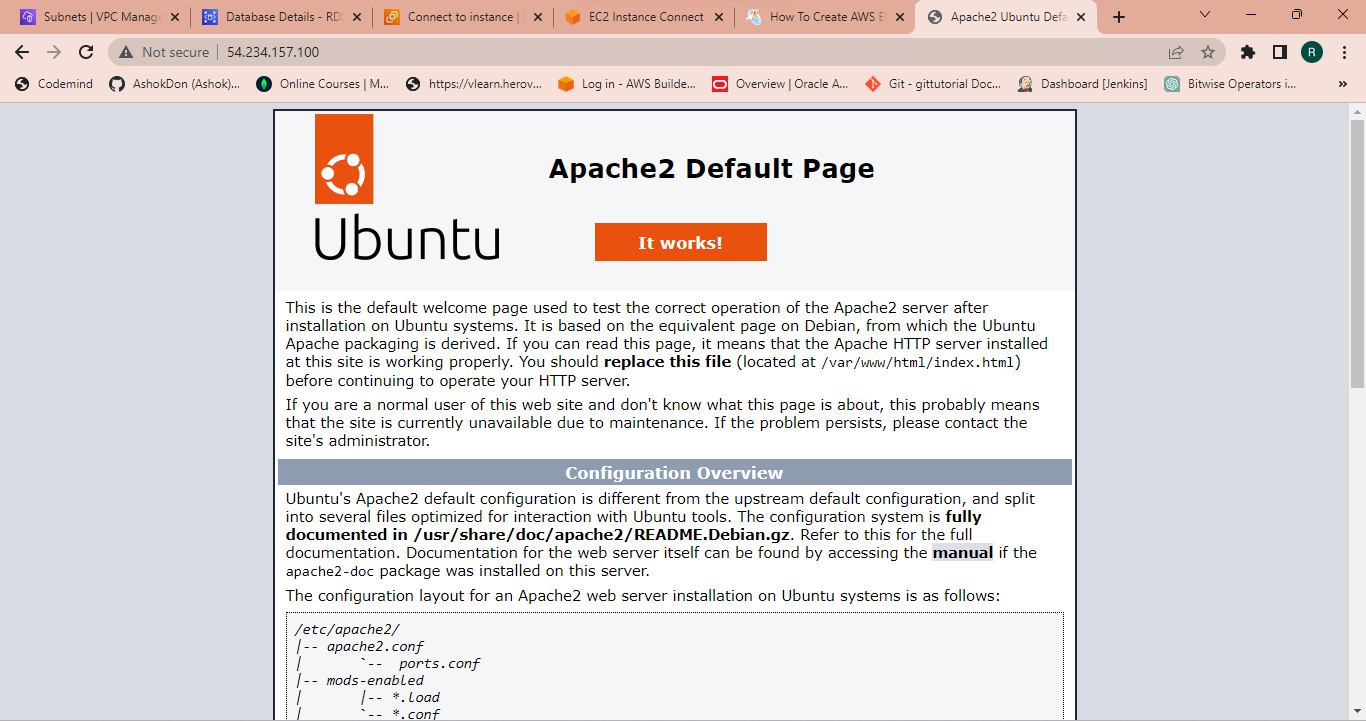 Subnets | VPC Manage
Database Details - RD
Connect to instance |
EC2 Instance Connect
How To Create AWS E
Apache2 Ubuntu Defa
Not secure
54.234.157.100
R
Codemind
AshokDon (Ashok)...
Online Courses | M...
https://vlearn.herov...
Log in - AWS Builde...
Overview | Oracle A...
Git - gittutorial Doc...
Dashboard [Jenkins]
Bitwise Operators i...
Apache2 Default Page
Ubuntu
It works!
This is the default welcome page used to test the correct operation of the Apache2 server after
installation on Ubuntu systems. It is based on the equivalent page on Debian, from which the Ubuntu
Apache packaging is derived. If you can read this page, it means that the Apache HTTP server installed
at this site is working properly. You should replace this file (located at /var/www/html/index.html)
before continuing to operate your HTTP server.
If you are a normal user of this web site and don't know what this page is about, this probably means
that the site is currently unavailable due to maintenance. If the problem persists, please contact the
site's administrator.
Configuration Overview
Ubuntu's Apache2 default configuration is different from the upstream default configuration, and split
into several files optimized for interaction with Ubuntu tools. The configuration system is fully
documented in /usr/share/doc/apache2/README.Debian.gz. Refer to this for the full
documentation. Documentation for the web server itself can be found by accessing the manual if the
apache2-doc package was installed on this server.
The configuration layout for an Apache2 web server installation on Ubuntu systems is as follows:
/etc/apache2/
|-- apache2.conf
|       `--  ports.conf
|-- mods-enabled
|       |-- *.load
|       `-- *.conf